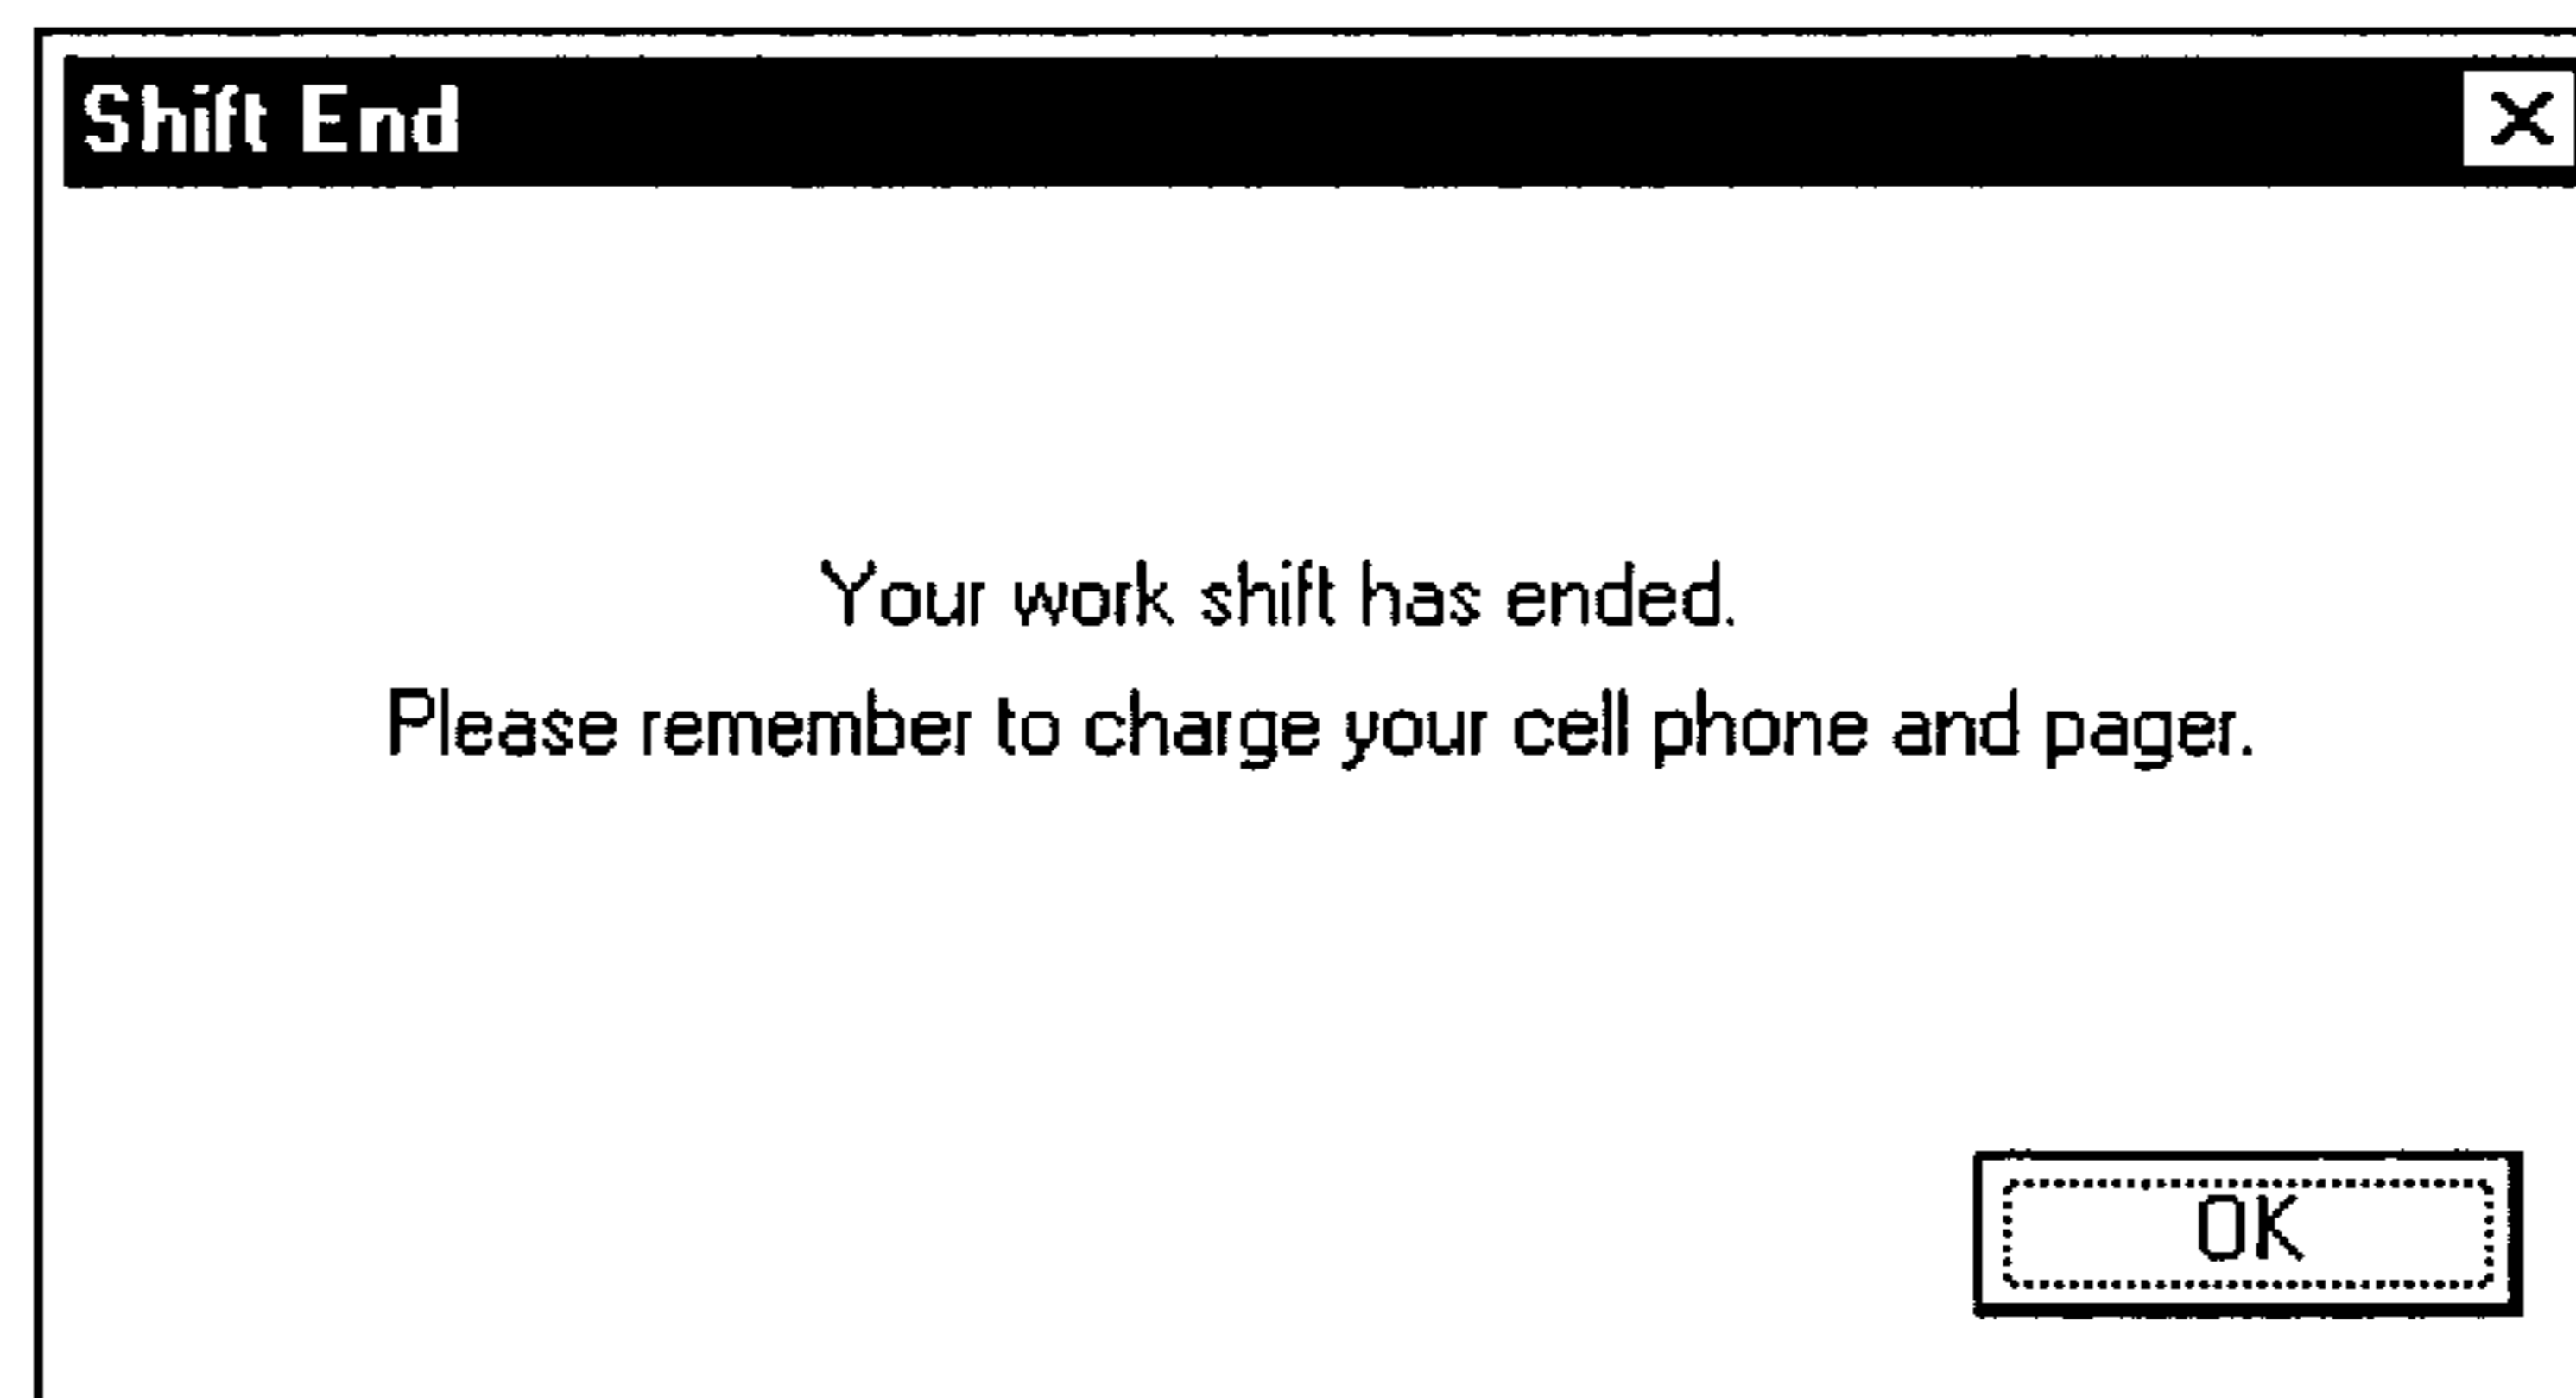 Shift End
Your work shift has ended.
Please remember to charge your cell phone and pager.
OK